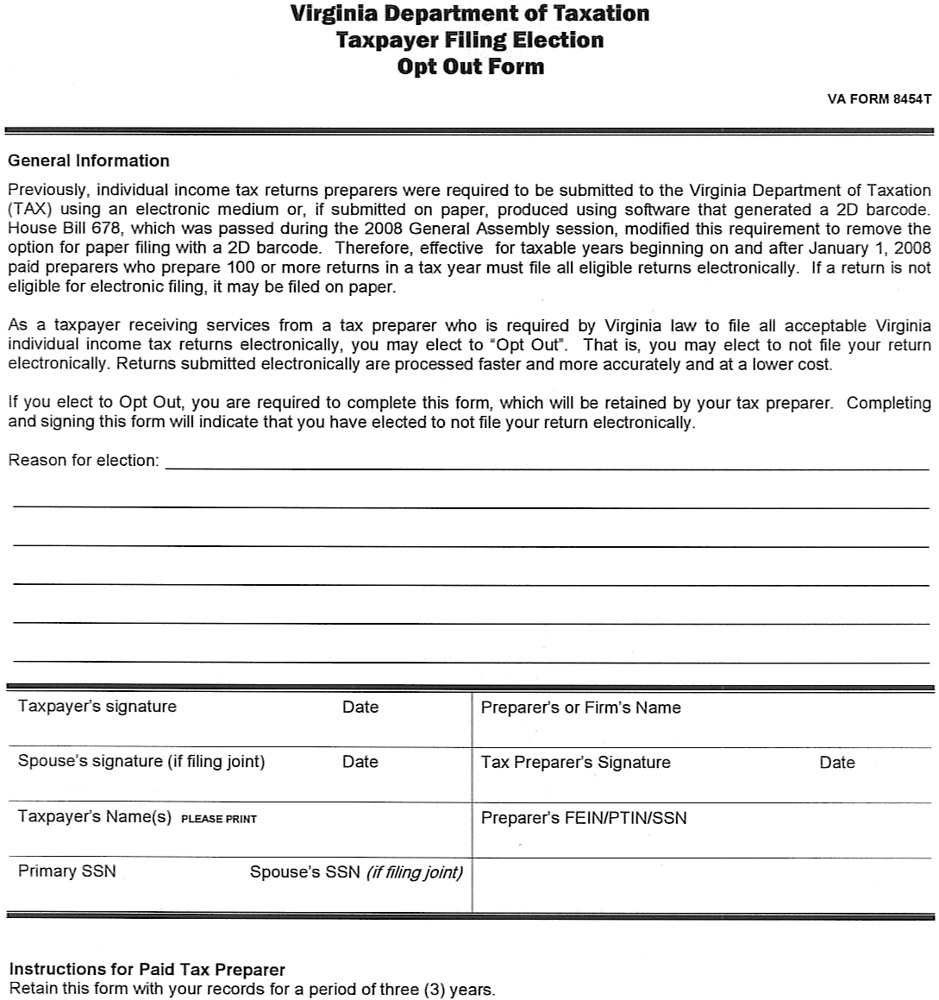 Virginia Department of Taxation
Taxpayer Filing Election
Opt Out Form
VA FORM 8454T
General Information
Previously, individual income tax returns preparers were required to be submitted to the Virginia Department of Taxation
(TAX) using an electronic medium or, if submitted on paper, produced using software that generated a 2D barcode.
House Bill 678, which was passed during the 2008 General Assembly session, modified this requirement to remove the
option for paper filing with a 2D barcode. Therefore, effective for taxable years beginning on and after January 1, 2008
paid preparers who prepare 100 or more returns in a tax year must file all eligible returns electronically. If a return is not
eligible for electronic filing, it may be filed on paper.
As a taxpayer receiving services from a tax preparer who is required by Virginia law to file all acceptable Virginia
individual income tax returns electronically, you may elect to "Opt Out". That is, you may elect to not file your return
electronically. Returns submitted electronically are processed faster and more accurately and at a lower cost.
If you elect to Opt Out, you are required to complete this form, which will be retained by your tax preparer. Completing
and signing this form will indicate that you have elected to not file your return electronically.
Reason for election:
Taxpayer's signature Date Preparer's or Firm's Name
Spouse's signature (if filing joint) Date Tax Preparer's Signature Date
Taxpayer's Name(s) PLEASE PRINT Preparer's FEIN/PTIN/SSN
Primary SSN Spouse's SSN (if filing joint)
Instructions for Paid Tax Preparer
Retain this form with your records for a period of three (3) years.